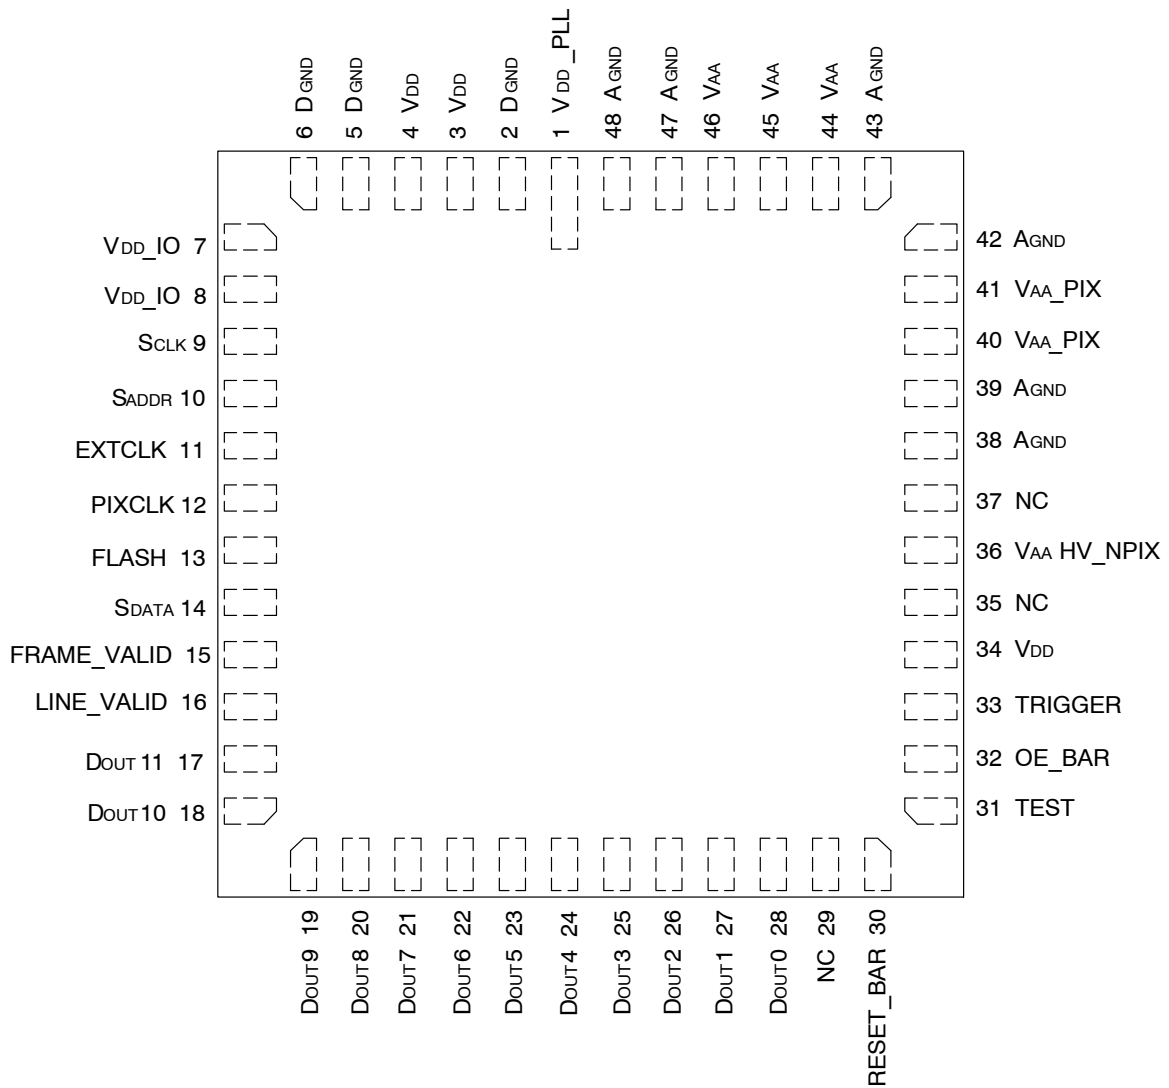 6 DGND
5 DGND
4 VDD
3 VDD
2 DGND
1 VDD_PLL
48 AGND
47 AGND
46 VAA
45 VAA
44 VAA
43 AGND
VDD_IO 7
VDD_IO 8
SCLK 9
SADDR 10
EXTCLK 11
PIXCLK 12
FLASH 13
SDATA 14
FRAME_VALID 15
LINE_VALID 16
DOUT11 17
DOUT10 18
42 AGND
41 VAA_PIX
40 VAA_PIX
39 AGND
38 AGND
37 NC
36 VAA HV_NPIX
35 NC
34 VDD
33 TRIGGER
32 OE_BAR
31 TEST
DOUT9 19
DOUT8 20
DOUT7 21
DOUT6 22
DOUT5 23
DOUT4 24
DOUT3 25
DOUT2 26
DOUT1 27
DOUT0 28
NC 29
RESET_BAR 30